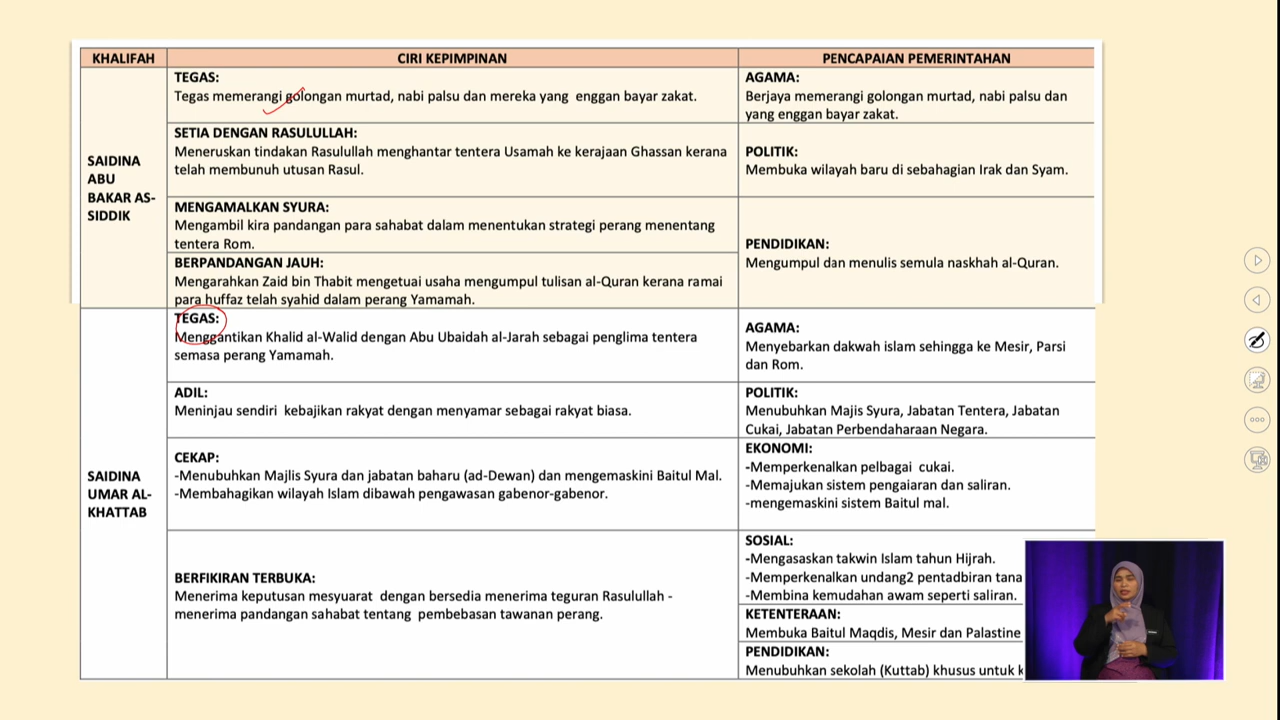 KHALIFAH
CIRI KEPIMPINAN
PENCAPAIAN PEMERINTAHAN
SAIDINA
ABU
BAKAR AS-
SIDDIK
TEGAS:
Tegas memerangi golongan murtad, nabi palsu dan mereka yang enggan bayar zakat.
AGAMA:
Berjaya memerangi golongan murtad, nabi palsu dan
yang enggan bayar zakat.
SETIA DENGAN RASULULLAH:
Meneruskan tindakan Rasulullah menghantar tentera Usamah ke kerajaan Ghassan kerana
telah membunuh utusan Rasul.
POLITIK:
Membuka wilayah baru di sebahagian Irak dan Syam.
MENGAMALKAN SYURA:
Mengambil kira pandangan para sahabat dalam menentukan strategi perang menentang
tentera Rom.
BERPANDANGAN JAUH:
Mengarahkan Zaid bin Thabit mengetuai usaha mengumpul tulisan al-Quran kerana ramai
para huffaz telah syahid dalam perang Yamamah.
PENDIDIKAN:
Mengumpul dan menulis semula naskhah al-Quran.
SAIDINA
UMAR AL-
KHATTAB
TEGAS:
Menggantikan Khalid al-Walid dengan Abu Ubaidah al-Jarah sebagai penglima tentera
semasa perang Yamamah.
AGAMA:
Menyebarkan dakwah islam sehingga ke Mesir, Parsi
dan Rom.
ADIL:
Meninjau sendiri kebajikan rakyat dengan menyamar sebagai rakyat biasa.
POLITIK:
Menubuhkan Majis Syura, Jabatan Tentera, Jabatan
Cukai, Jabatan Perbendaharaan Negara.
CEKAP:
-Menubuhkan Majlis Syura dan jabatan baharu (ad-Dewan) dan mengemaskini Baitul Mal.
-Membahagikan wilayah Islam dibawah pengawasan gabenor-gabenor.
EKONOMI:
-Memperkenalkan pelbagai cukai.
-Memajukan sistem pengaiaran dan saliran.
-mengemaskini sistem Baitul mal.
BERFIKIRAN TERBUKA:
Menerima keputusan mesyuarat dengan bersedia menerima teguran Rasulullah -
menerima pandangan sahabat tentang pembebasan tawanan perang.
SOSIAL:
-Mengasaskan takwin Islam tahun Hijrah.
-Memperkenalkan undang2 pentadbiran tana
-Membina kemudahan awam seperti saliran.
KETENTERAAN:
Membuka Baitul Maqdis, Mesir dan Palastine
PENDIDIKAN:
Menubuhkan sekolah (Kuttab) khusus untuk k